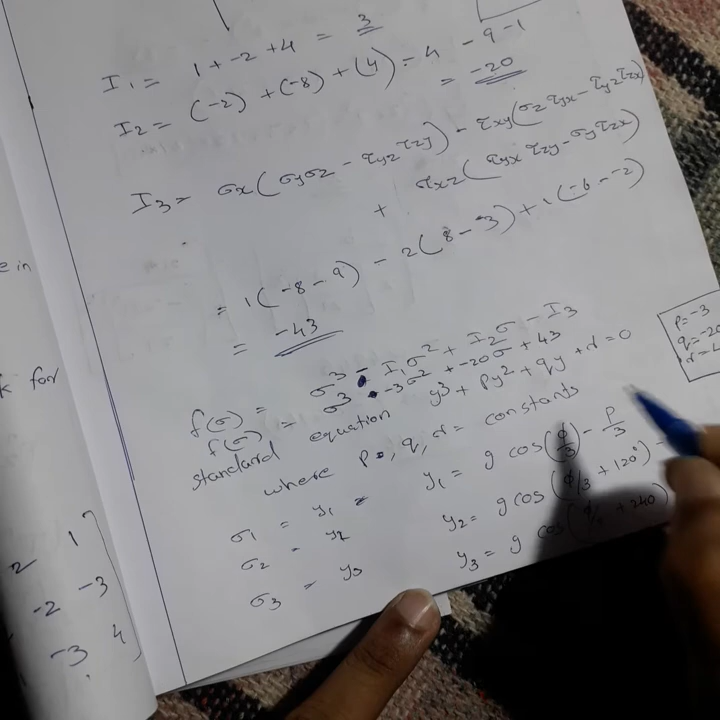 I1 = 1 + -2 + 4 = 3
I2 = (-2) + (-8) + (4) = 4 - 9 - 1
= -20
I3 = σx(σyσz - τyzτzy) - τxy(σzτyx - τyzτzx)
+ τxz(τyxτzy - σyτzx)
= 1(-8-9) - 2(8-3) + 1(-6--2)
= -43
f(σ) = σ³ - I1σ² + I2σ - I3
f(σ) = σ³ - 3σ² + -20σ + 43
standard equation y³ + py² + qy + r = 0
where p, q, r = constants
σ1 = y1
y1 = g cos(φ/3) - p/3
σ2 = y2
y2 = g cos(φ/3 + 120°) -
σ3 = y3
y3 = g cos( + 240)
p = -3
q = -20
e in
k for
2 1
-2 -3
-3 4